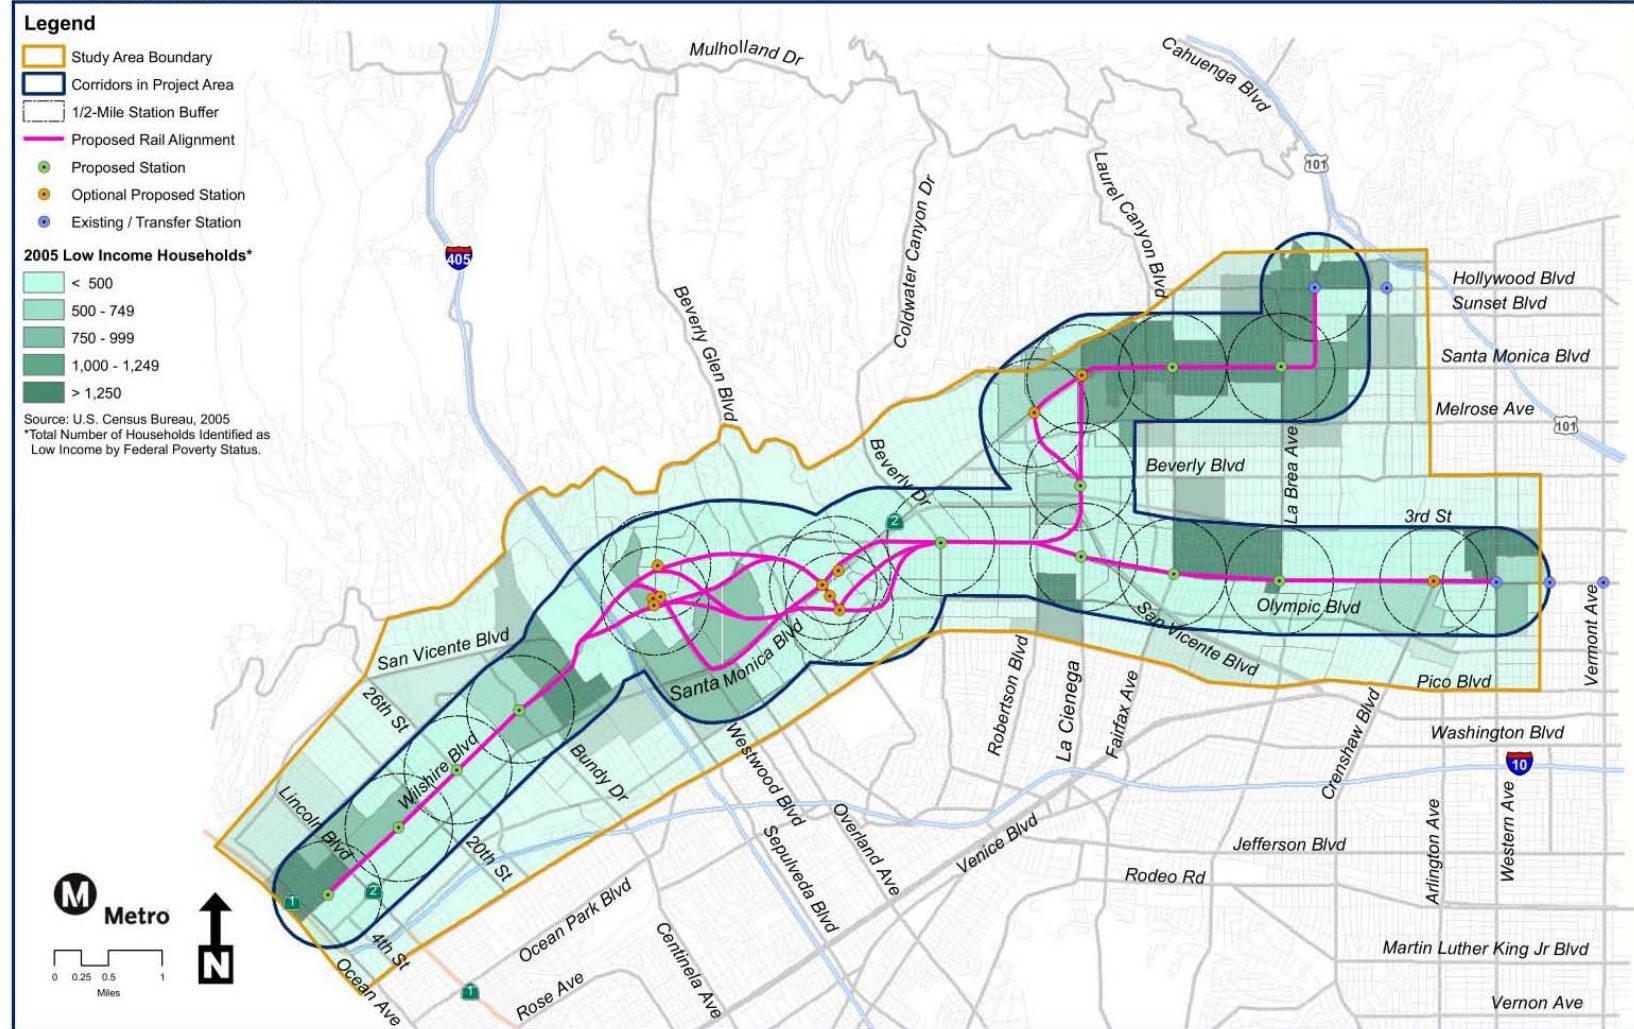 Legend
Study Area Boundary
Corridors in Project Area
1/2-Mile Station Buffer
Proposed Rail Alignment
Proposed Station
Optional Proposed Station
Existing / Transfer Station
2005 Low Income Households*
< 500
500 - 749
750 - 999
1,000 - 1,249
> 1,250
Source: U.S. Census Bureau, 2005
*Total Number of Households Identified as
Low Income by Federal Poverty Status.
Mulholland Dr
Cahuenga Blvd
101
405
Coldwater Canyon Dr
Laurel Canyon Blvd
Beverly Glen Blvd
Hollywood Blvd
Sunset Blvd
Santa Monica Blvd
Melrose Ave
101
Beverly Dr
2
Beverly Blvd
La Brea Ave
3rd St
San Vicente Blvd
Olympic Blvd
San Vicente Blvd
Vermont Ave
Santa Monica Blvd
Robertson Blvd
La Cienega
Fairfax Ave
Pico Blvd
Crenshaw Blvd
Washington Blvd
10
26th St
Wilshire Blvd
Bundy Dr
Westwood Blvd
Lincoln Blvd
20th St
Sepulveda Blvd
Overland Ave
Venice Blvd
Jefferson Blvd
Rodeo Rd
Arlington Ave
Western Ave
1
2
4th St
Ocean Ave
Ocean Park Blvd
Rose Ave
Centinela Ave
1
Martin Luther King Jr Blvd
Vernon Ave
M
Metro
N
0 0.25 0.5 1
Miles